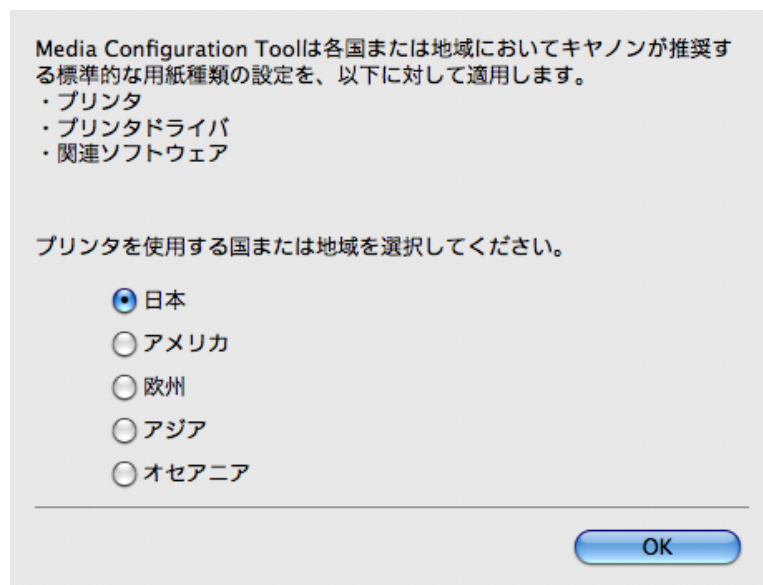 Media Configuration Toolは各国または地域においてキヤノンが推奨す
る標準的な用紙種類の設定を、以下に対して適用します。
・プリンタ
・プリンタドライバ
・関連ソフトウェア
プリンタを使用する国または地域を選択してください。
日本
アメリカ
欧州
アジア
オセアニア
OK